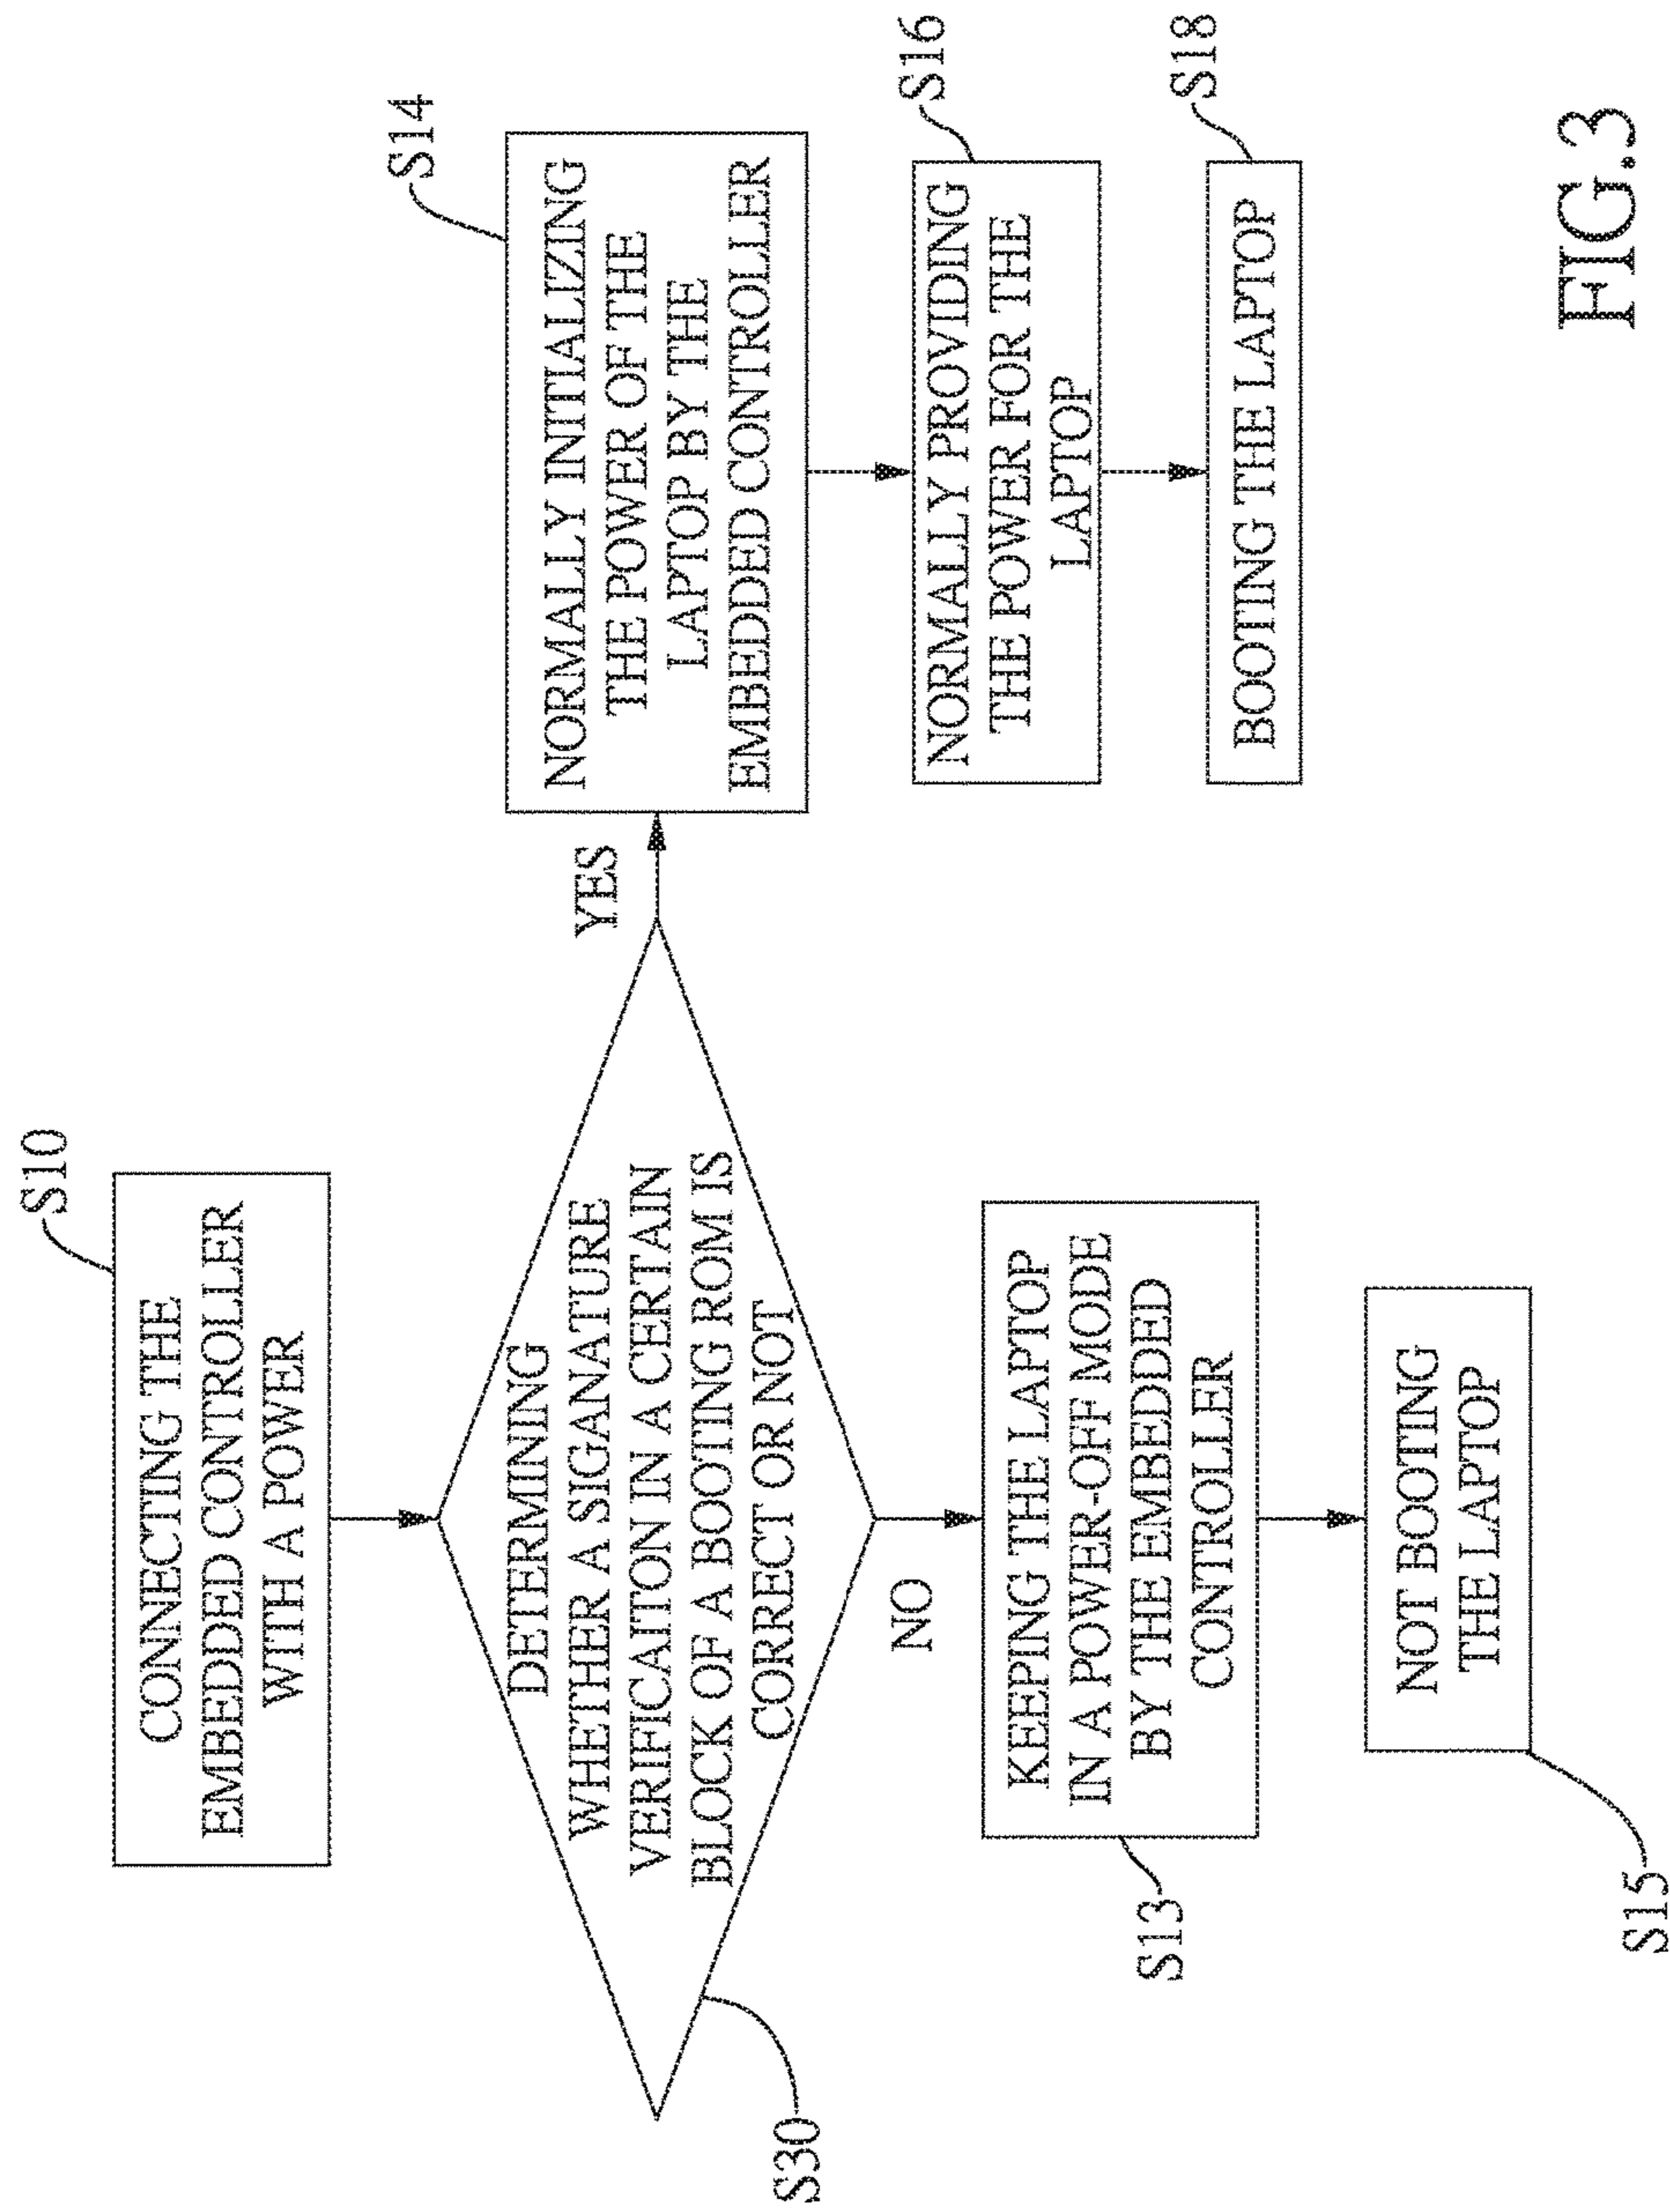 S10
CONNECTING THE
EMBEDDED CONTROLLER
WITH A POWER
DETERMINING
WHETHER A SIGANATURE
VERIFICAITON IN A CERTAIN
BLOCK OF A BOOTING ROM IS
CORRECT OR NOT
S30
YES
S14
NORMALLY INITIALIZING
THE POWER OF THE
LAPTOP BY THE
EMBEDDED CONTROLLER
NO
KEEPING THE LAPTOP
IN A POWER-OFF MODE
BY THE EMBEDDED
CONTROLLER
S13
S16
NORMALLY PROVIDING
THE POWER FOR THE
LAPTOP
NOT BOOTING
THE LAPTOP
S15
S18
BOOTING THE LAPTOP
FIG.3